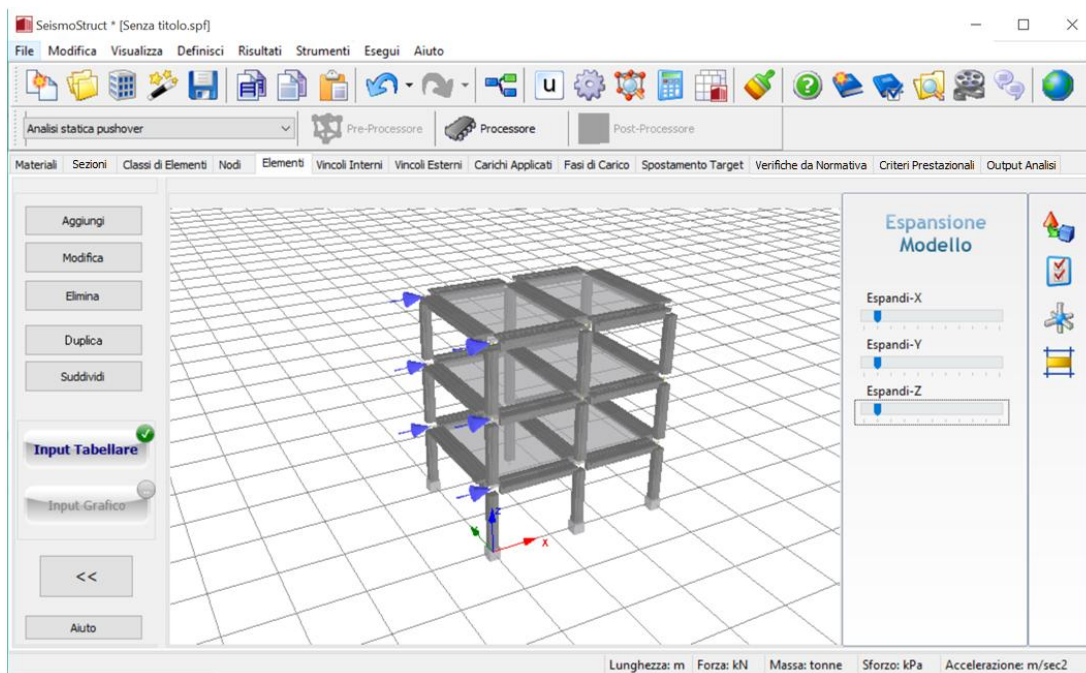 SeismoStruct * [Senza titolo.spf]
File Modifica Visualizza Definisci Risultati Strumenti Esegui Aiuto
u
Analisi statica pushover Pre-Processore Processore Post-Processore
Materiali Sezioni Classi di Elementi Nodi Elementi Vincoli Interni Vincoli Esterni Carichi Applicati Fasi di Carico Spostamento Target Verifiche da Normativa Criteri Prestazionali Output Analisi
Aggiungi
Modifica
Elimina
Duplica
Suddividi
Input Tabellare
Input Grafico
<<
Aiuto
z
x
Espansione
Modello
Espandi-X
Espandi-Y
Espandi-Z
Lunghezza: m Forza: kN Massa: tonne Sforzo: kPa Accelerazione: m/sec2